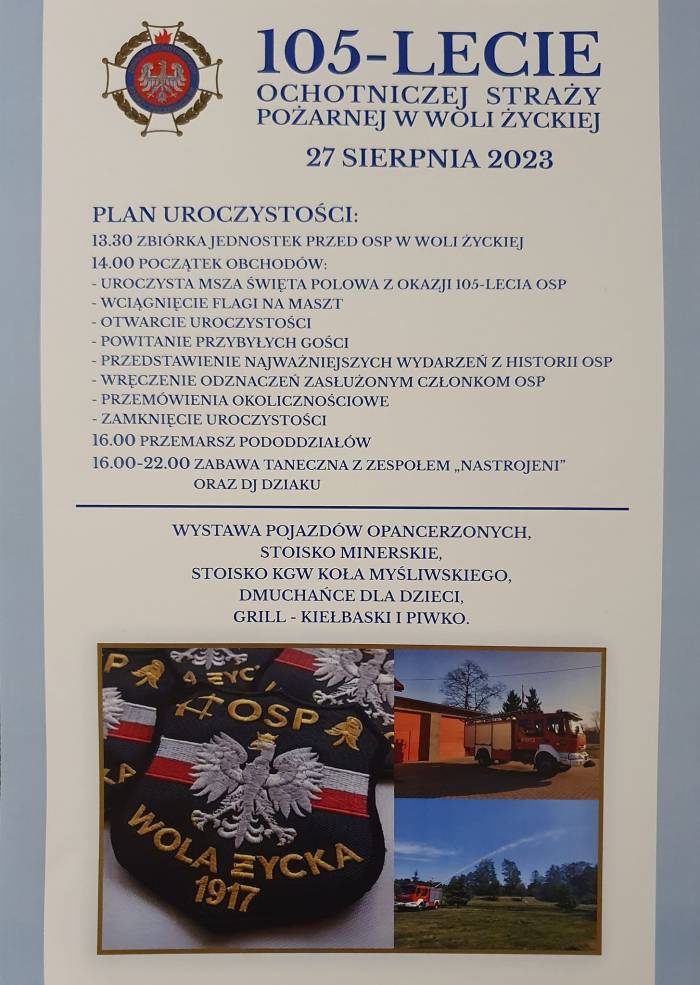 105-LECIE
OCHOTNICZEJ STRAŻY
POŻARNEJ W WOLI ŻYCKIEJ
27 SIERPNIA 2023
PLAN UROCZYSTOŚCI:
13.30 ZBIÓRKA JEDNOSTEK PRZED OSP W WOLI ŻYCKIEJ
14.00 POCZĄTEK OBCHODÓW:
- UROCZYSTA MSZA ŚWIĘTA POLOWA Z OKAZJI 105-LECIA OSP
- WCIĄGNIĘCIE FLAGI NA MASZT
- OTWARCIE UROCZYSTOŚCI
- POWITANIE PRZYBYŁYCH GOŚCI
- PRZEDSTAWIENIE NAJWAŻNIEJSZYCH WYDARZEŃ Z HISTORII OSP
- WRĘCZENIE ODZNACZEŃ ZASŁUŻONYM CZŁONKOM OSP
- PRZEMÓWIENIA OKOLICZNOŚCIOWE
- ZAMKNIĘCIE UROCZYSTOŚCI
16.00 PRZEMARSZ PODODDZIAŁÓW
16.00-22.00 ZABAWA TANECZNA Z ZESPOŁEM „NASTROJENI”
ORAZ DJ DZIAKU
WYSTAWA POJAZDÓW OPANCERZONYCH,
STOISKO MINERSKIE,
STOISKO KGW KOŁA MYŚLIWSKIEGO,
DMUCHAŃCE DLA DZIECI,
GRILL - KIEŁBASKI I PIWKO.
OSP
WOLA ŻYCKA
1917